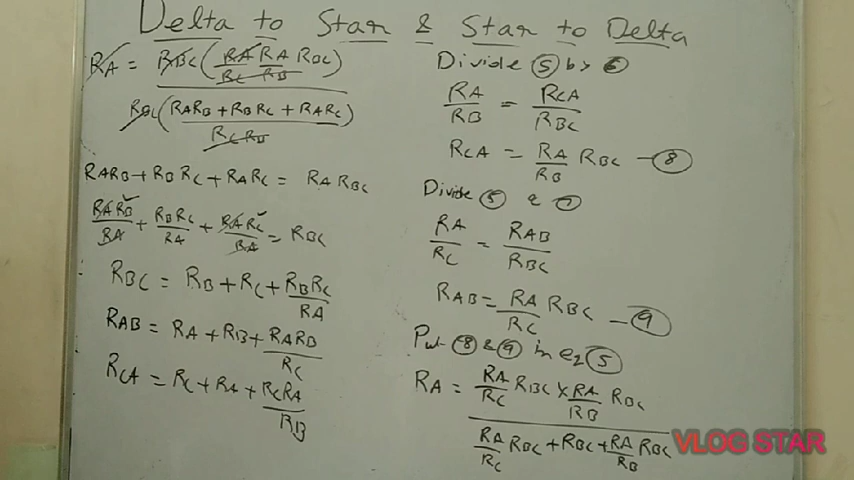 Delta to Star & Star to Delta
RA = RBC(RA RA RBC / RC RB) / RBC(RARB + RBRC + RARC / RC RB)
RARB + RB RC + RARC = RA RBC
RARB/RA + RBRC/RA + RARC/RA = RBC
RBC = RB + RC + RBRC/RA
RAB = RA + RB + RARB/RC
RCA = RC + RA + RCRA/RB
Divide ⑤ by ⑥
RA/RB = RCA/RBC
RCA = RA/RB RBC - ⑧
Divide ⑤ & ⑦
RA/RC = RAB/RBC
RAB = RA/RC RBC - ⑨
Put ⑧ & ⑨ in eq ⑤
RA = RA/RC RBC × RA/RB RBC / RA/RC RBC + RBC + RA/RB RBC
VLOG STAR